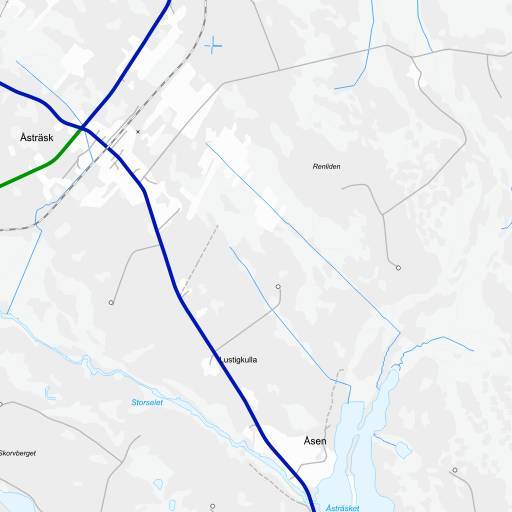 Åsträsk
Renliden
Lustigkulla
Storselet
Åsen
Skorvberget
Åsträsket